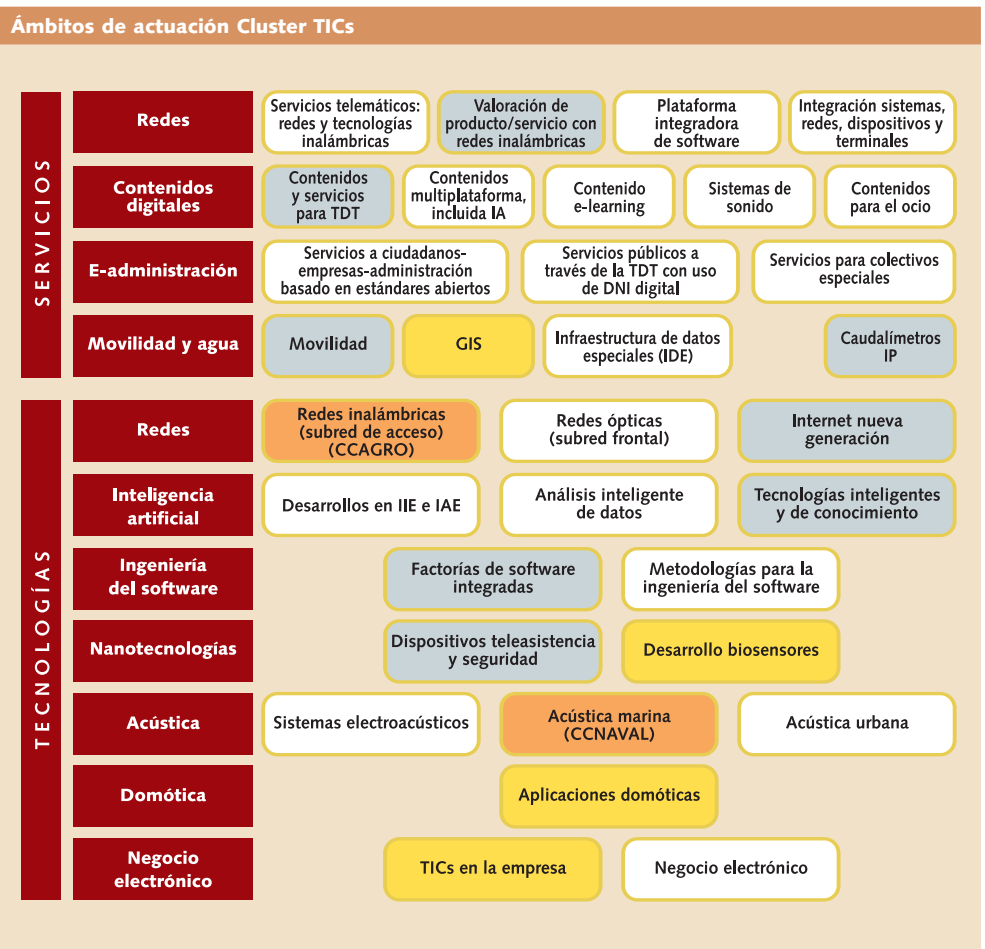 Ámbitos de actuación Cluster TICs
SERVICIOS
Redes
Servicios telemáticos:
redes y tecnologías
inalámbricas
Valoración de
producto/servicio con
redes inalámbricas
Plataforma
integradora
de software
Integración sistemas,
redes, dispositivos y
terminales
Contenidos
digitales
Contenidos
y servicios
para TDT
Contenidos
multiplataforma,
incluida IA
Contenido
e-learning
Sistemas de
sonido
Contenidos
para el ocio
E-administración
Servicios a ciudadanos-
empresas-administración
basado en estándares abiertos
Servicios públicos a
través de la TDT con uso
de DNI digital
Servicios para colectivos
especiales
Movilidad y agua
Movilidad
GIS
Infraestructura de datos
especiales (IDE)
Caudalímetros
IP
TECNOLOGÍAS
Redes
Redes inalámbricas
(subred de acceso)
(CCAGRO)
Redes ópticas
(subred frontal)
Internet nueva
generación
Inteligencia
artificial
Desarrollos en IIE e IAE
Análisis inteligente
de datos
Tecnologías inteligentes
y de conocimiento
Ingeniería
del software
Factorías de software
integradas
Metodologías para la
ingeniería del software
Nanotecnologías
Dispositivos teleasistencia
y seguridad
Desarrollo biosensores
Acústica
Sistemas electroacústicos
Acústica marina
(CCNAVAL)
Acústica urbana
Domótica
Aplicaciones domóticas
Negocio
electrónico
TICs en la empresa
Negocio electrónico